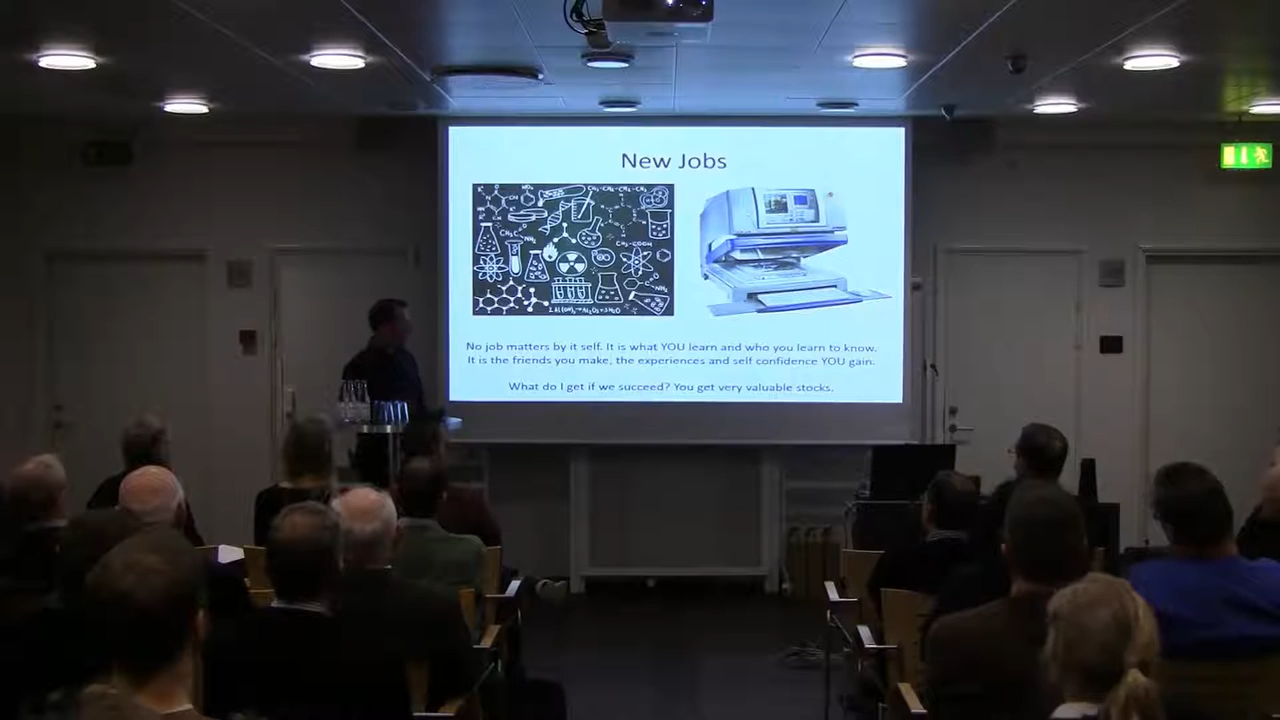 New Jobs
CH₃-COOH
No job matters by it self. It is what YOU learn and who you learn to know.
It is the friends you make, the experiences and self confidence YOU gain.
What do I get if we succeed? You get very valuable stocks.